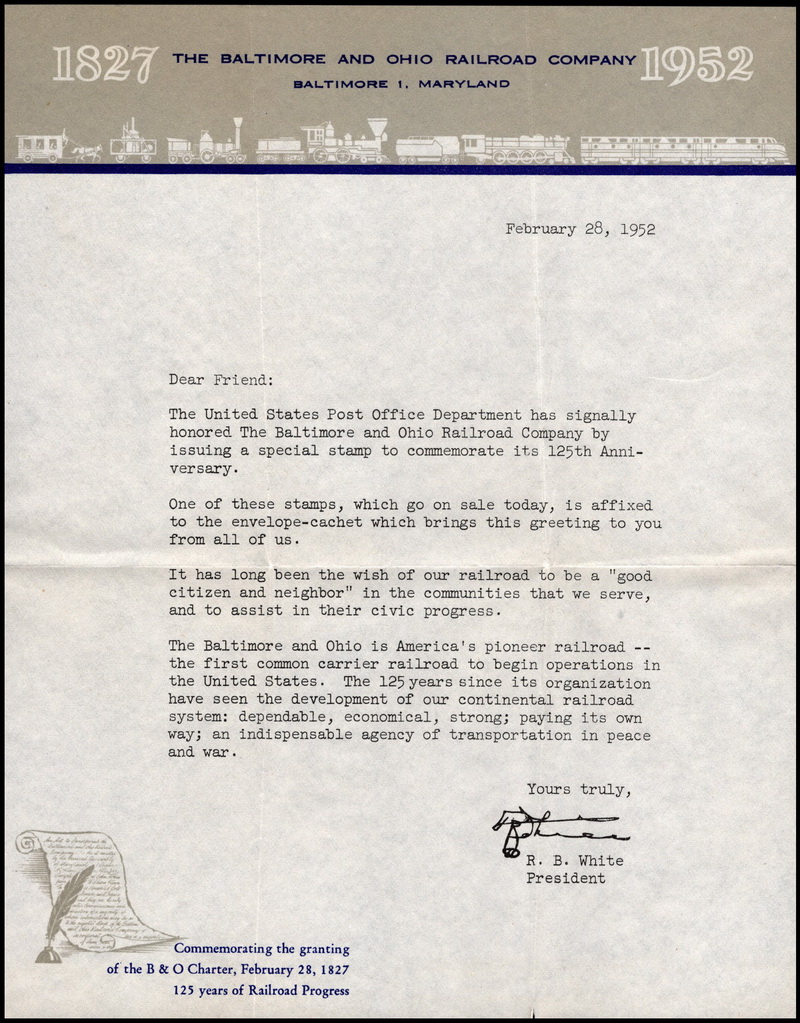 1827 THE BALTIMORE AND OHIO RAILROAD COMPANY 1952
BALTIMORE 1, MARYLAND
February 28, 1952
Dear Friend:
The United States Post Office Department has signally
honored The Baltimore and Ohio Railroad Company by
issuing a special stamp to commemorate its 125th Anni-
versary.
One of these stamps, which go on sale today, is affixed
to the envelope-cachet which brings this greeting to you
from all of us.
It has long been the wish of our railroad to be a "good
citizen and neighbor" in the communities that we serve,
and to assist in their civic progress.
The Baltimore and Ohio is America's pioneer railroad --
the first common carrier railroad to begin operations in
the United States. The 125 years since its organization
have seen the development of our continental railroad
system: dependable, economical, strong; paying its own
way; an indispensable agency of transportation in peace
and war.
Yours truly,
R. B. White
President
Commemorating the granting
of the B & O Charter, February 28, 1827
125 years of Railroad Progress